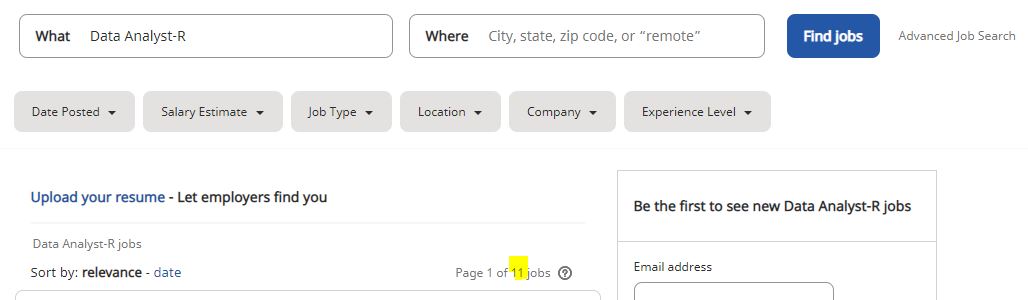 What Data Analyst-R Where City, state, zip code, or “remote” Find jobs Advanced Job Search
Date Posted Salary Estimate Job Type Location Company Experience Level
Upload your resume - Let employers find you
Data Analyst-R jobs
Sort by: relevance - date Page 1 of 11 jobs ?
Be the first to see new Data Analyst-R jobs
Email address